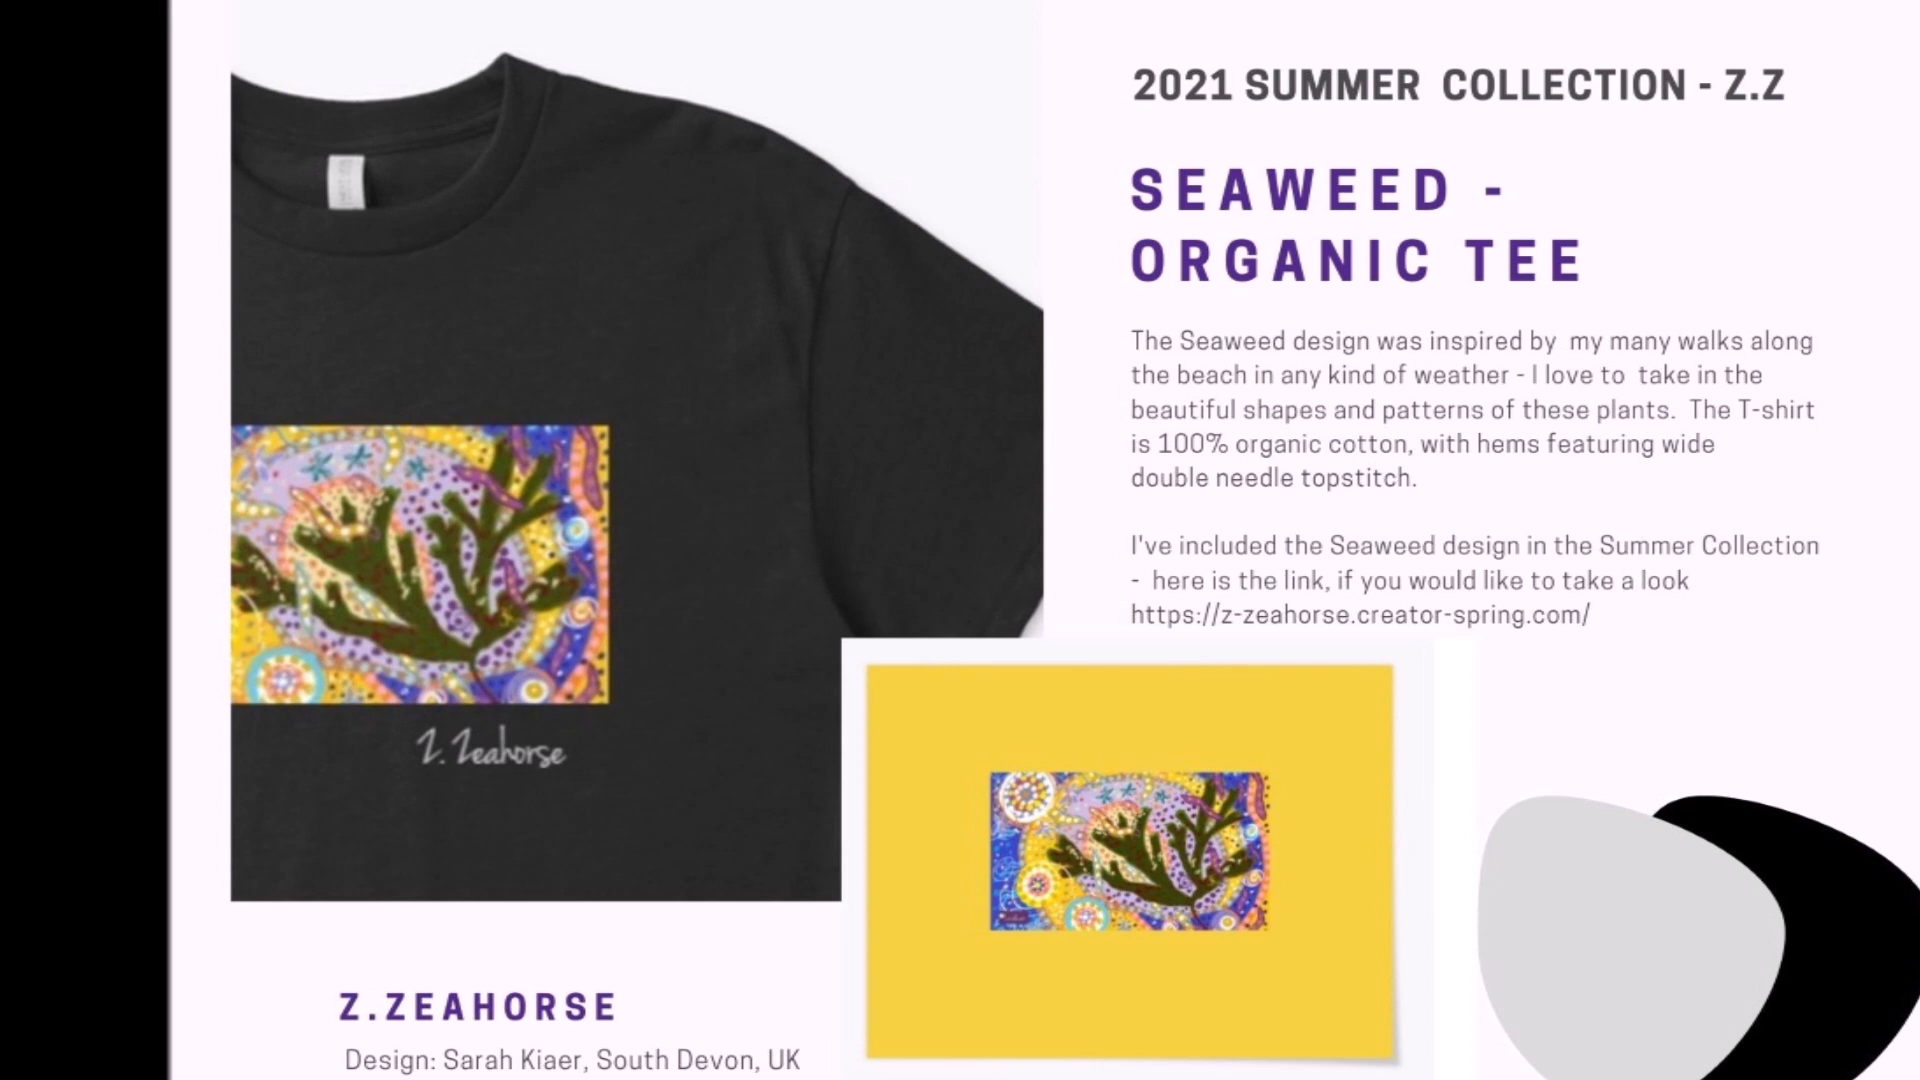 2021 SUMMER COLLECTION - Z.Z
SEAWEED -
ORGANIC TEE
The Seaweed design was inspired by my many walks along
the beach in any kind of weather - I love to take in the
beautiful shapes and patterns of these plants. The T-shirt
is 100% organic cotton, with hems featuring wide
double needle topstitch.
I've included the Seaweed design in the Summer Collection
- here is the link, if you would like to take a look
https://z-zeahorse.creator-spring.com/
Z. Zeahorse
Z.ZEAHORSE
Design: Sarah Kiaer, South Devon, UK